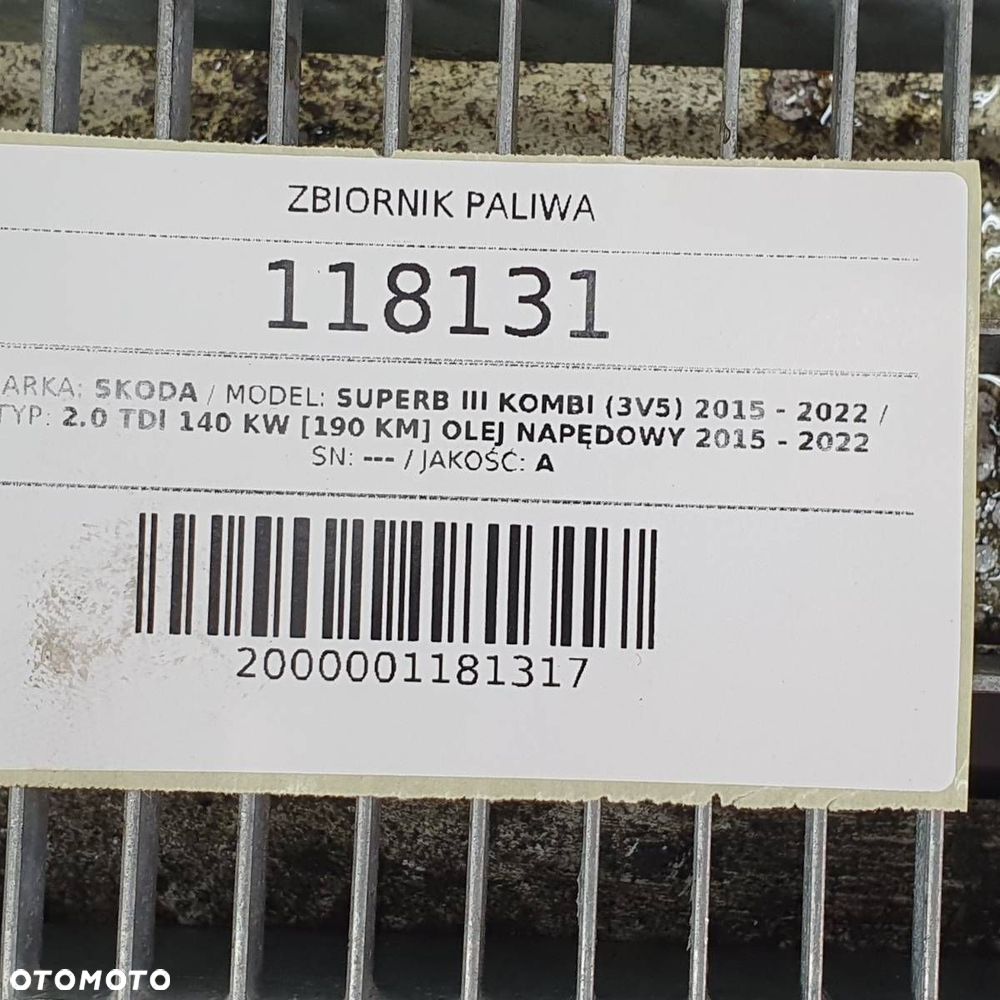 ZBIORNIK PALIWA
118131
ARKA: SKODA / MODEL: SUPERB III KOMBI (3V5) 2015 - 2022 /
TYP: 2.0 TDI 140 KW [190 KM] OLEJ NAPĘDOWY 2015 - 2022
SN: --- / JAKOŚĆ: A
2000001181317
OTOMOTO